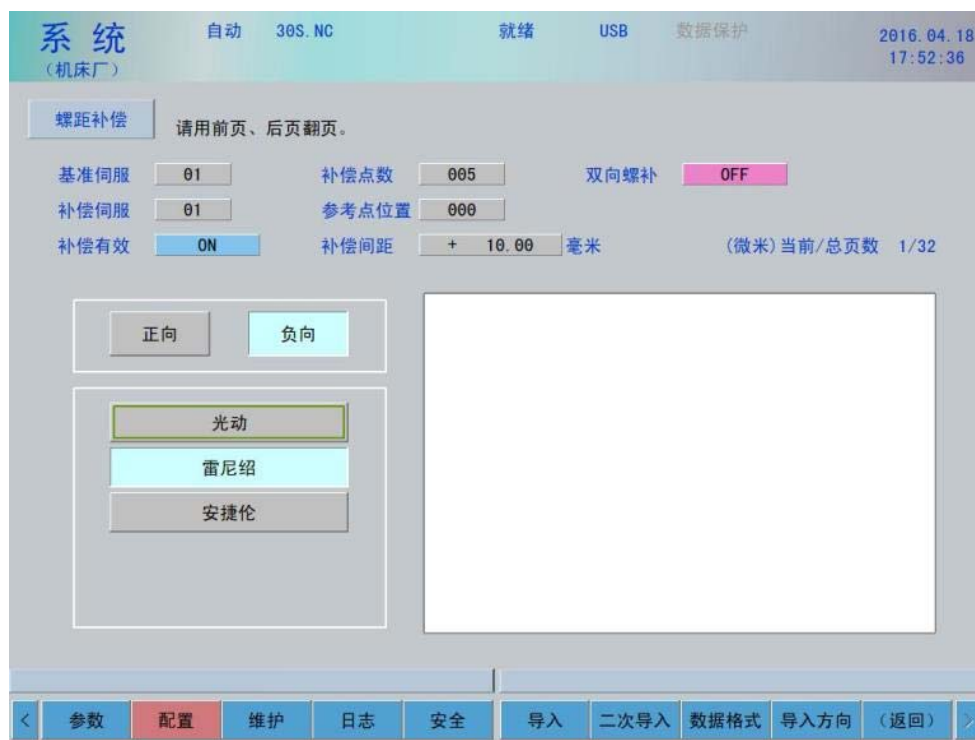 系 统 自动 30S.NC 就绪 USB 数据保护 2016.04.18
(机床厂) 17:52:36
螺距补偿 请用前页、后页翻页。
基准伺服 01 补偿点数 005 双向螺补 OFF
补偿伺服 01 参考点位置 000
补偿有效 ON 补偿间距 + 10.00 毫米 (微米)当前/总页数 1/32
正向 负向
光动
雷尼绍
安捷伦
< 参数 配置 维护 日志 安全 导入 二次导入 数据格式 导入方向 (返回) >